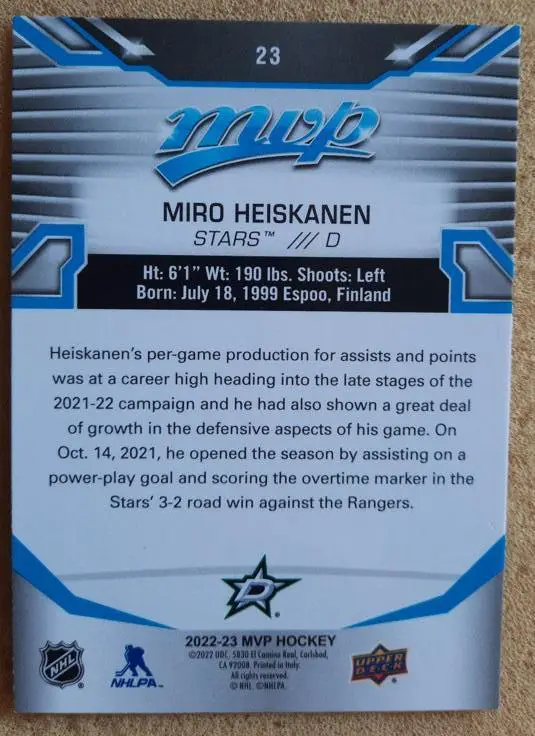 23
mvp
MIRO HEISKANEN
STARS™ /// D
Ht: 6'1" Wt: 190 lbs. Shoots: Left
Born: July 18, 1999 Espoo, Finland
Heiskanen's per-game production for assists and points
was at a career high heading into the late stages of the
2021-22 campaign and he had also shown a great deal
of growth in the defensive aspects of his game. On
Oct. 14, 2021, he opened the season by assisting on a
power-play goal and scoring the overtime marker in the
Stars' 3-2 road win against the Rangers.
D
2022-23 MVP HOCKEY
©2022 UDC. 5830 El Camino Real, Carlsbad,
CA 92008. Printed in Italy.
All rights reserved.
© NHL. ©NHLPA.
NHL
NHLPA
UPPER
DECK